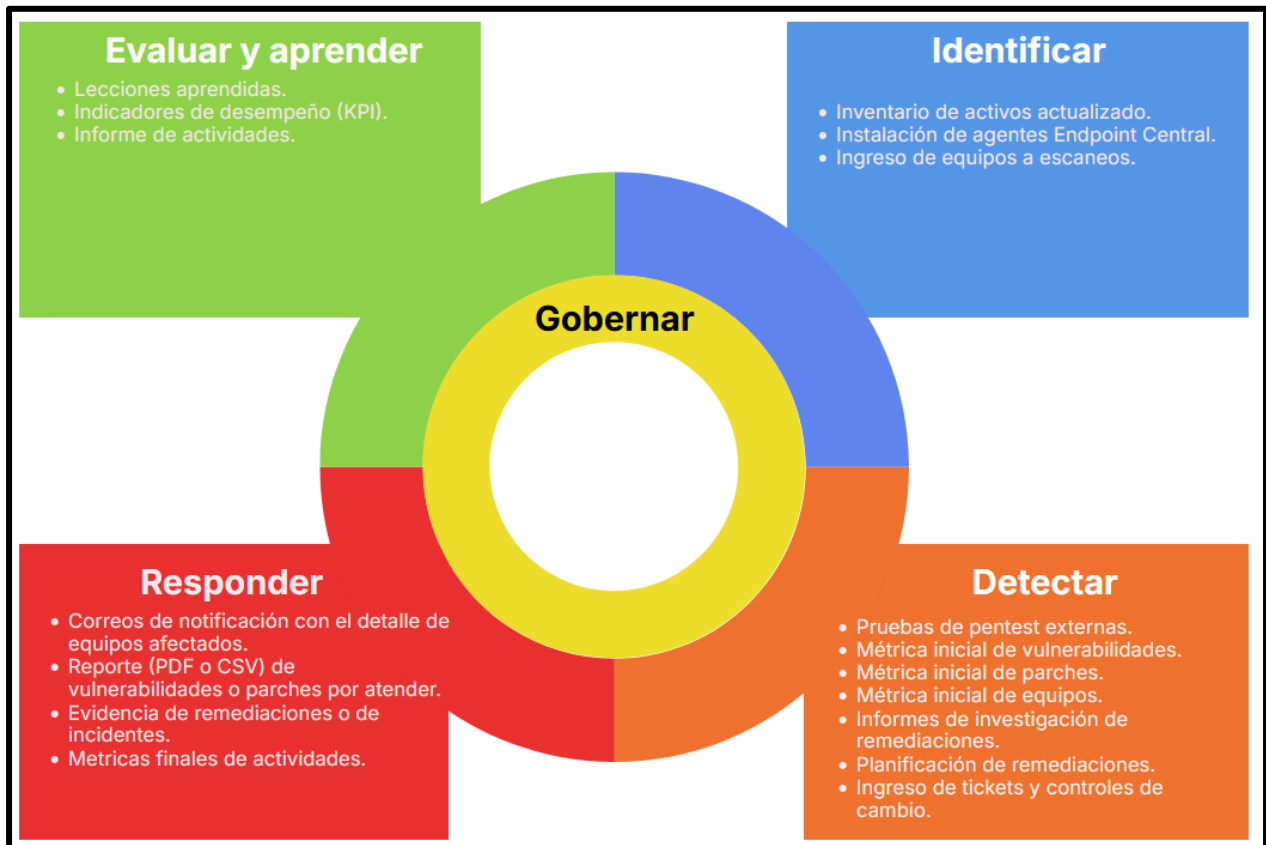 Evaluar y aprender
• Lecciones aprendidas.
• Indicadores de desempeño (KPI).
• Informe de actividades.
Identificar
• Inventario de activos actualizado.
• Instalación de agentes Endpoint Central.
• Ingreso de equipos a escaneos.
Gobernar
Responder
• Correos de notificación con el detalle de
equipos afectados.
• Reporte (PDF o CSV) de
vulnerabilidades o parches por atender.
• Evidencia de remediaciones o de
incidentes.
• Metricas finales de actividades.
Detectar
• Pruebas de pentest externas.
• Métrica inicial de vulnerabilidades.
• Métrica inicial de parches.
• Métrica inicial de equipos.
• Informes de investigación de
remediaciones.
• Planificación de remediaciones.
• Ingreso de tickets y controles de
cambio.